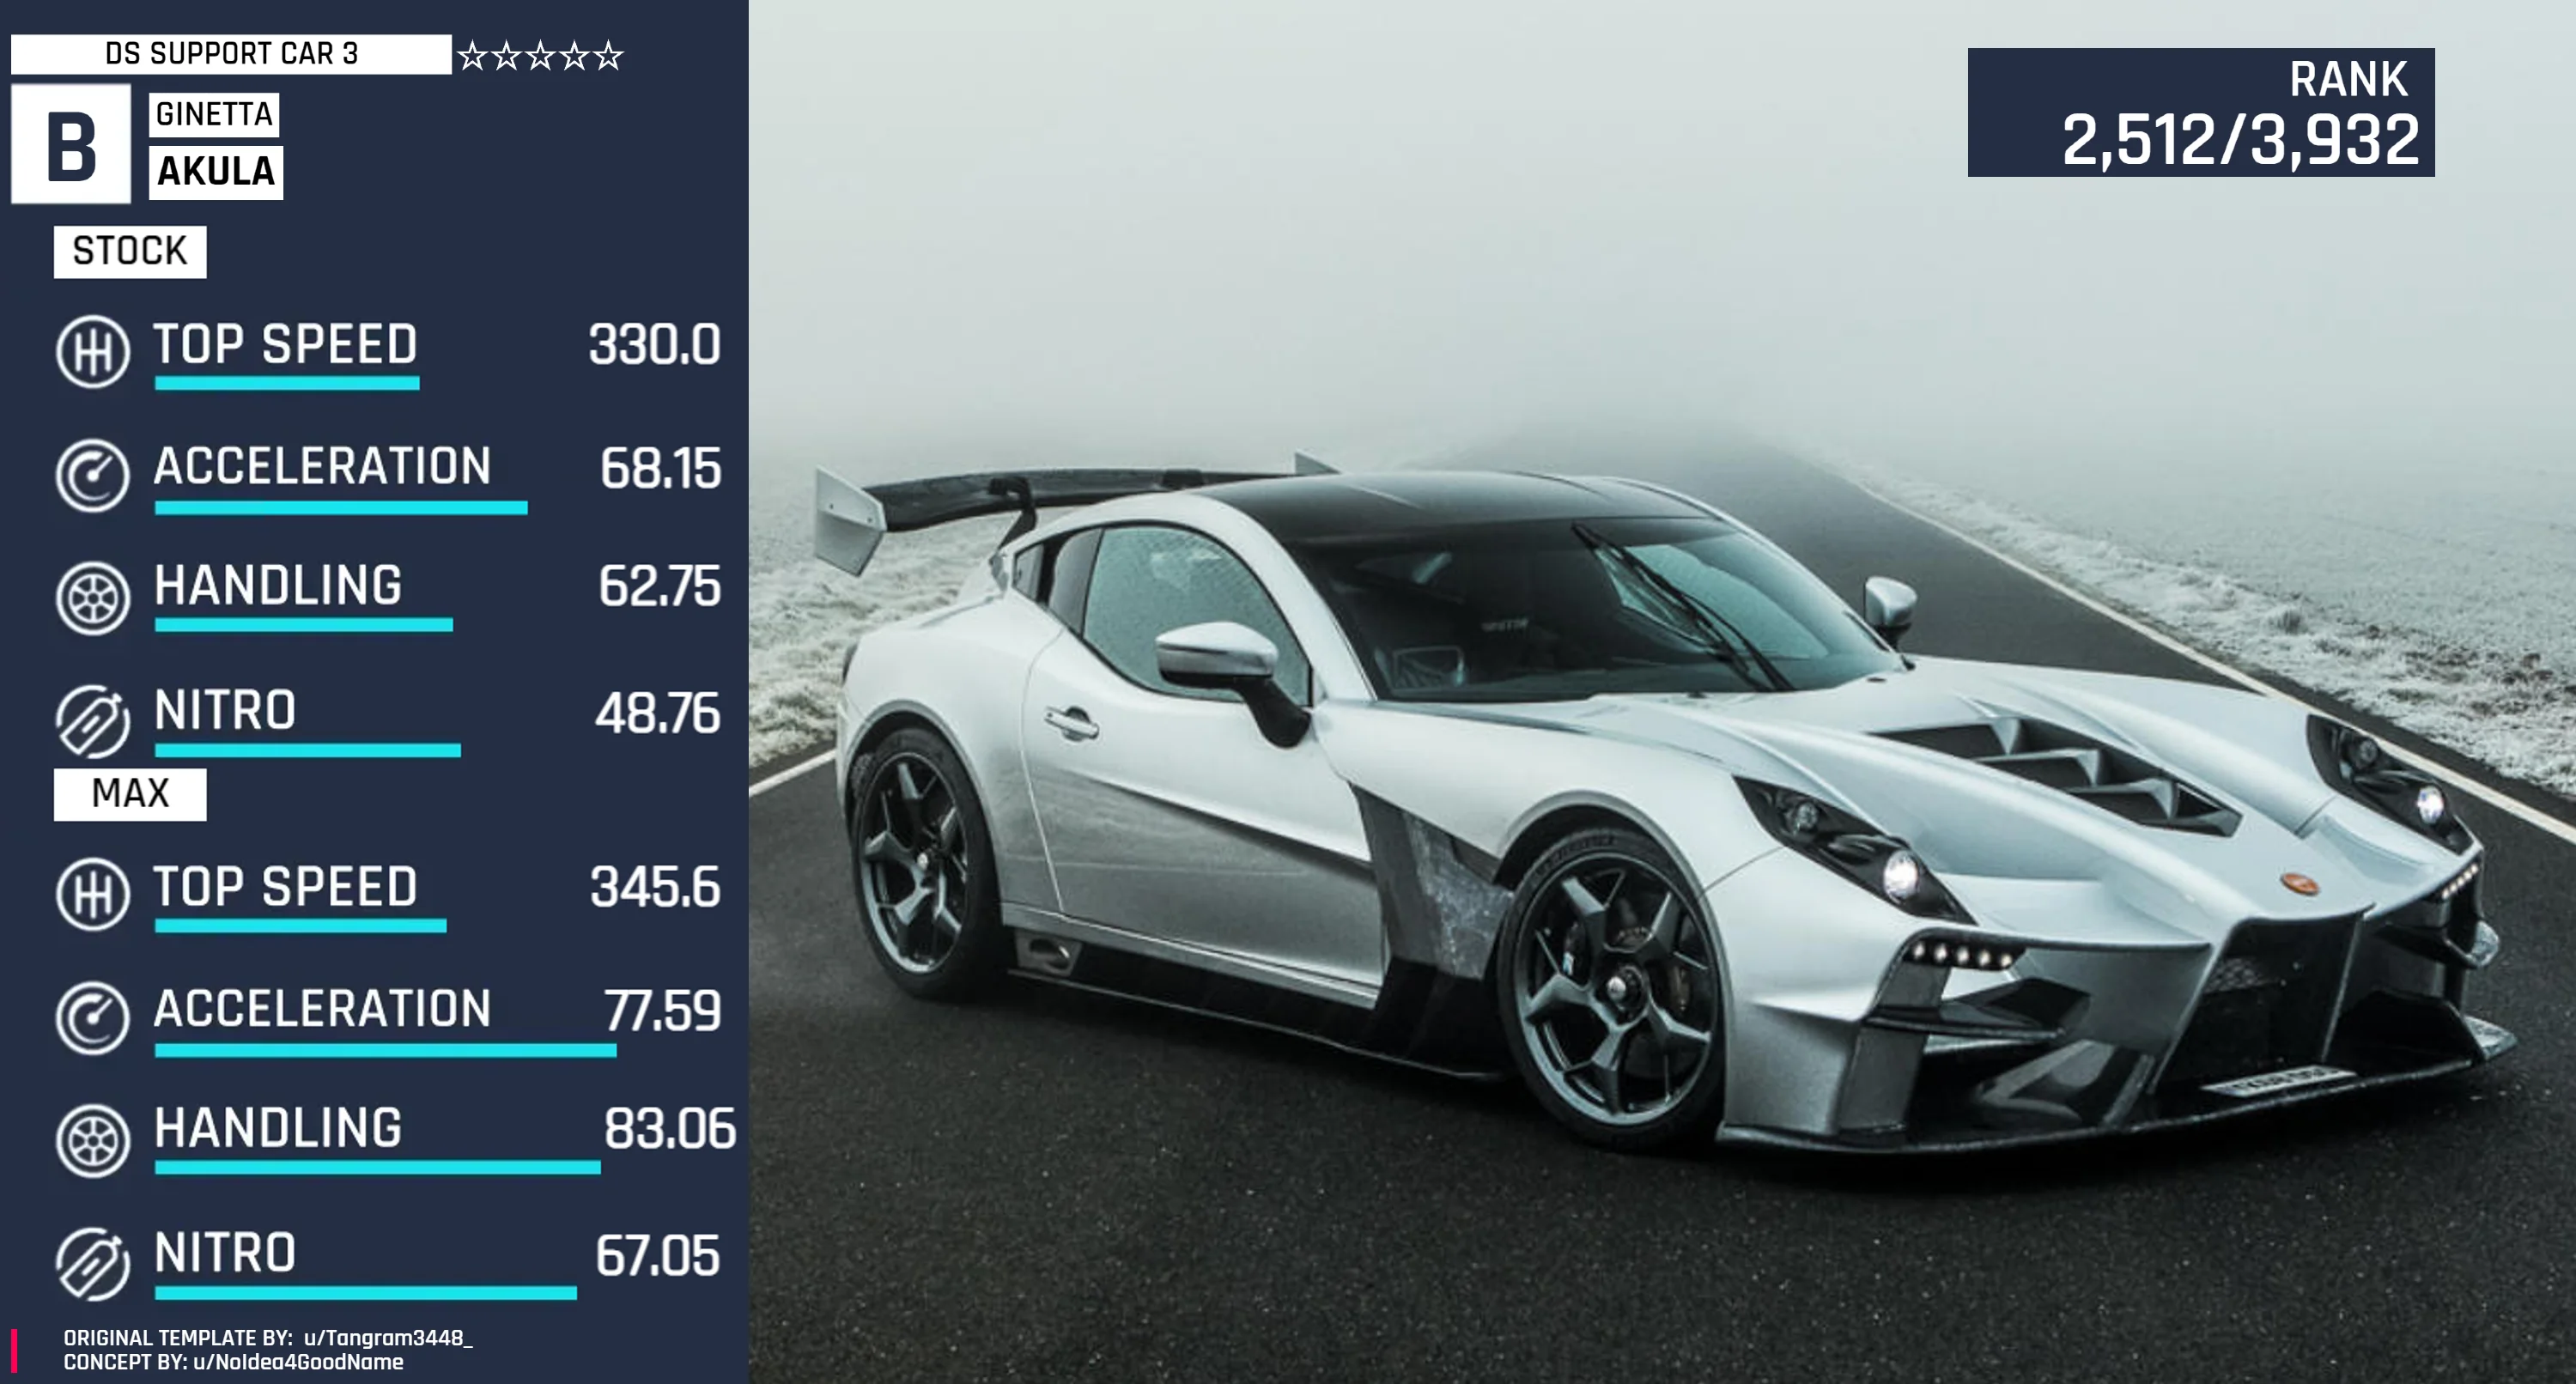 DS SUPPORT CAR 3
B
GINETTA
AKULA
RANK
2,512/3,932
STOCK
TOP SPEED 330.0
ACCELERATION 68.15
HANDLING 62.75
NITRO 48.76
MAX
TOP SPEED 345.6
ACCELERATION 77.59
HANDLING 83.06
NITRO 67.05
ORIGINAL TEMPLATE BY: u/Tangram3448_
CONCEPT BY: u/NoIdea4GoodName